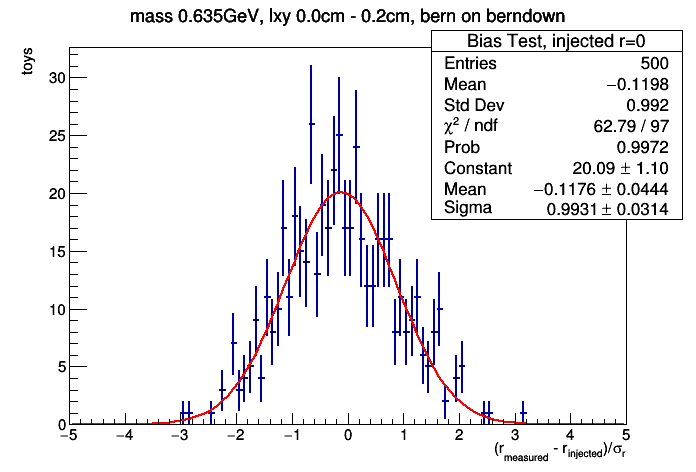 mass 0.635GeV, lxy 0.0cm - 0.2cm, bern on berndown
Bias Test, injected r=0
Entries 500
Mean −0.1198
Std Dev 0.992
χ² / ndf 62.79 / 97
Prob 0.9972
Constant 20.09 ± 1.10
Mean −0.1176 ± 0.0444
Sigma 0.9931 ± 0.0314
toys
30
25
20
15
10
5
0
−5 −4 −3 −2 −1 0 1 2 3 4 5
(r_measured - r_injected)/σ_r